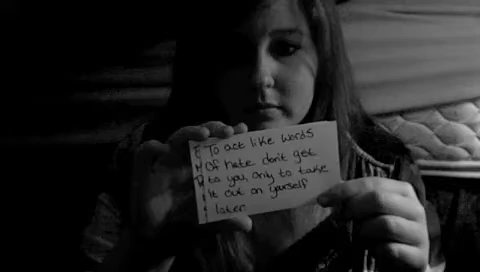 To act like words
Of hate don't get
to you, only to take
it out on yourself
later